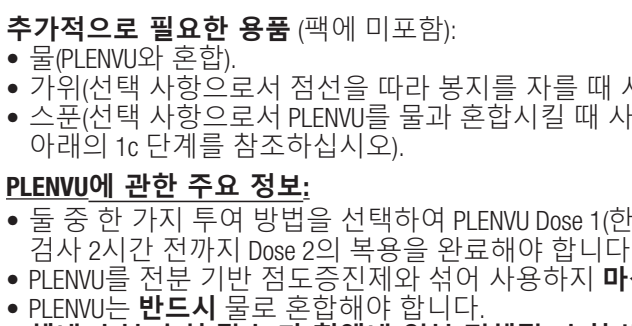 추가적으로 필요한 용품 (팩에 미포함):
• 물(PLENVU와 혼합).
• 가위(선택 사항으로서 점선을 따라 봉지를 자를 때
• 스푼(선택 사항으로서 PLENVU를 물과 혼합시킬 때
아래의 1c 단계를 참조하십시오).
PLENVU에 관한 주요 정보:
• 둘 중 한 가지 투여 방법을 선택하여 PLENVU Dose 1(한
검사 2시간 전까지 Dose 2의 복용을 완료해야 합니다
• PLENVU를 전분 기반 점도증진제와 섞어 사용하지
• PLENVU는 반드시 물로 혼합해야 합니다.